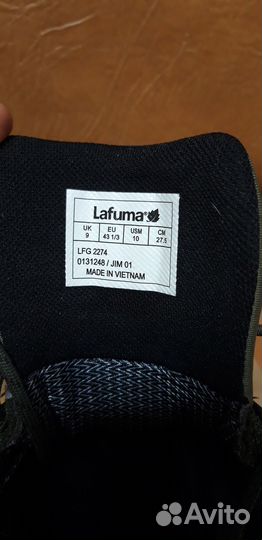 Lafuma
UK EU USM CM
9 43 1/3 10 27.5
LFG 2274
0131248 / JIM 01
MADE IN VIETNAM
Avito